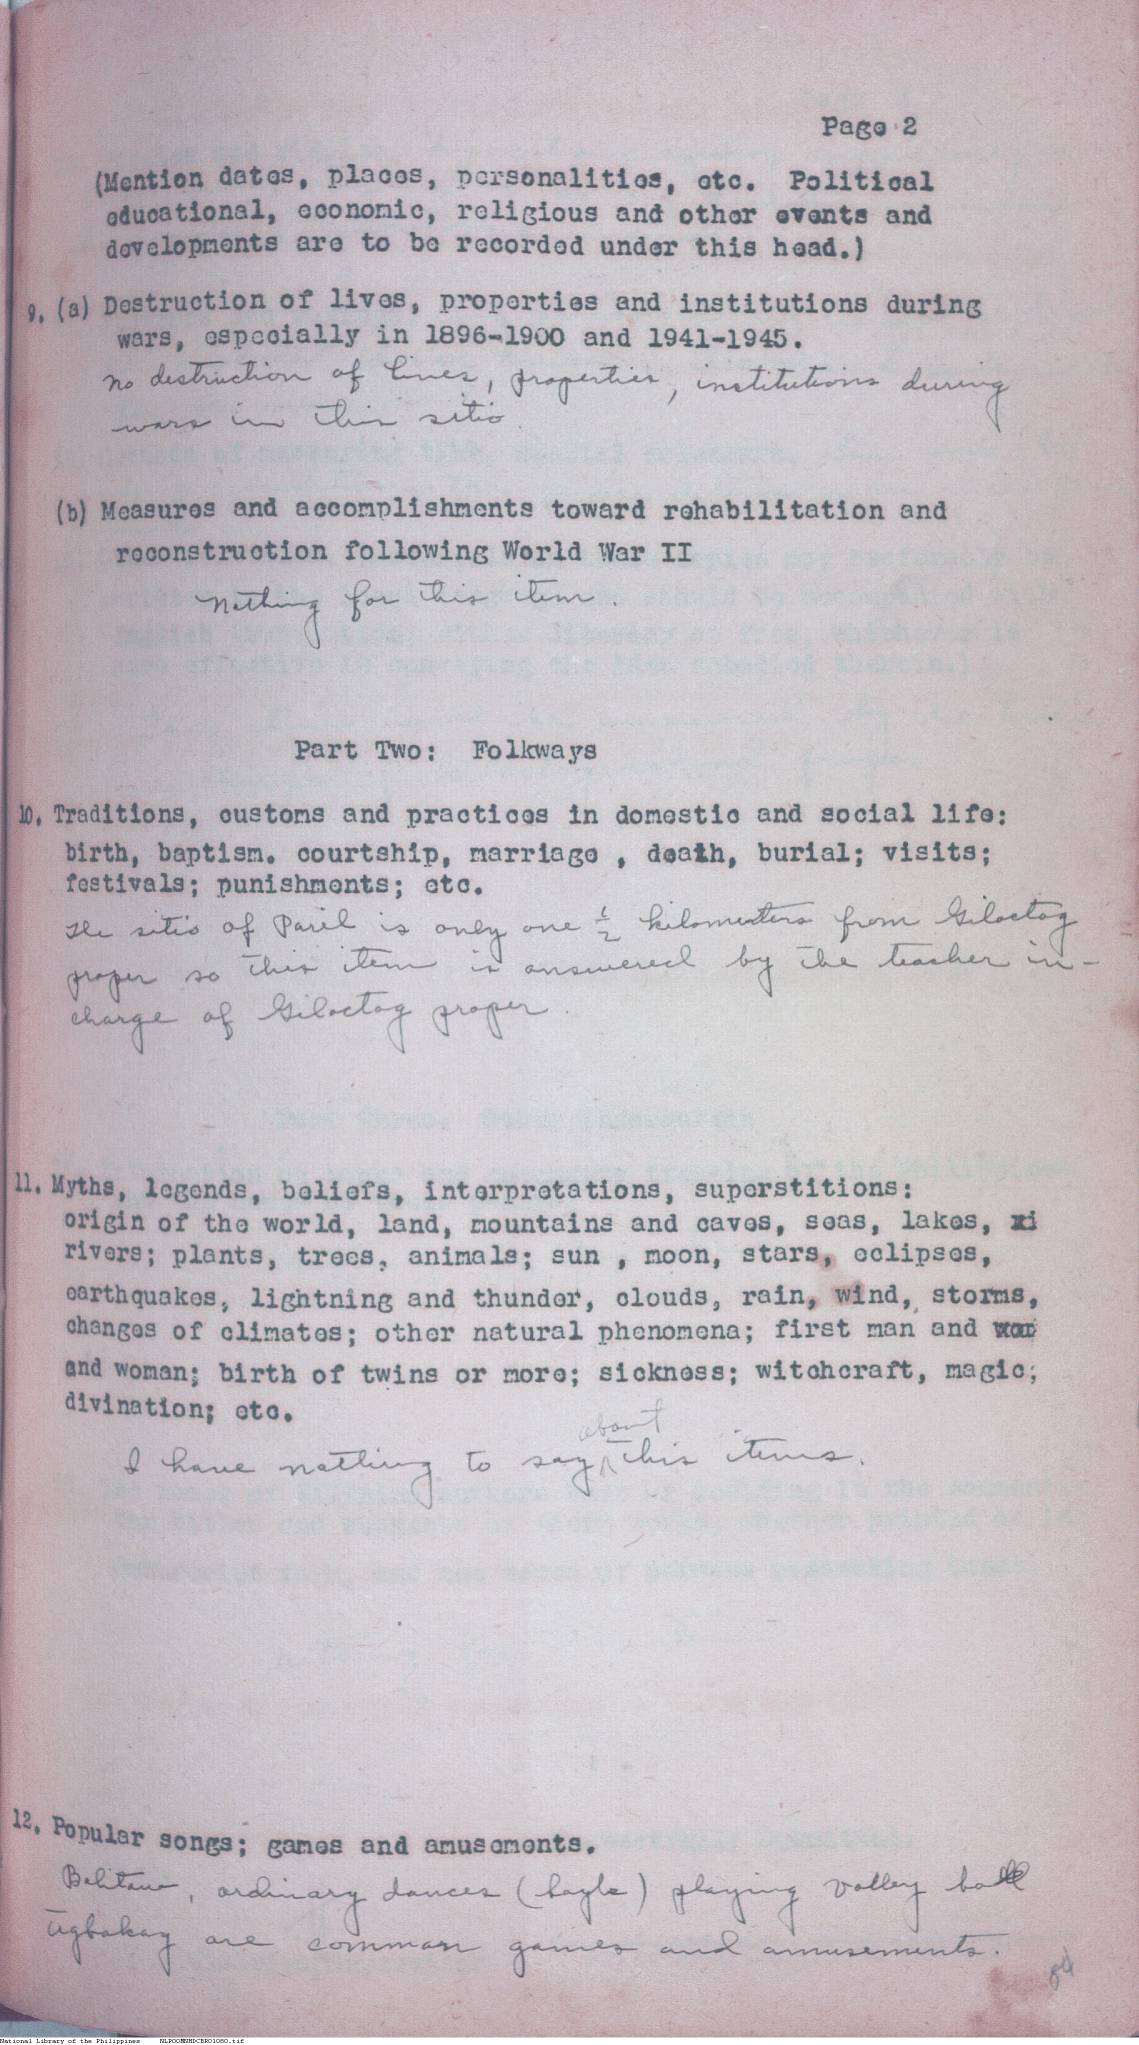 Page 2
(Mention dates, places, personalities, etc. Political
educational, economic, religious and other events and
developments are to be recorded under this head.)
9. (a) Destruction of lives, properties and institutions during
wars, especially in 1896-1900 and 1941-1945.
no destruction of lives, properties, institutions during
wars in this sitio.
(b) Measures and accomplishments toward rehabilitation and
reconstruction following World War II
Nothing for this item.
Part Two: Folkways
10. Traditions, customs and practices in domestic and social life:
birth, baptism. courtship, marriage , death, burial; visits;
festivals; punishments; etc.
The sitio of Paril is only one ½ kilometers from Giloctog
proper so this item is answered by the teacher in-
charge of Giloctog proper.
11. Myths, legends, beliefs, interpretations, superstitions:
origin of the world, land, mountains and caves, seas, lakes, xi
rivers; plants, trees, animals; sun , moon, stars, eclipses,
earthquakes, lightning and thunder, clouds, rain, wind, storms,
changes of climates; other natural phenomena; first man and
and woman; birth of twins or more; sickness; witchcraft, magic;
divination; etc.
I have nothing to say about this items.
12. Popular songs; games and amusements.
ordinary dances (bayle) playing volley ball
Ugbakay are common games and amusements.
84
National Library of the Philippines NLPOOMNHDCBR01080.tif